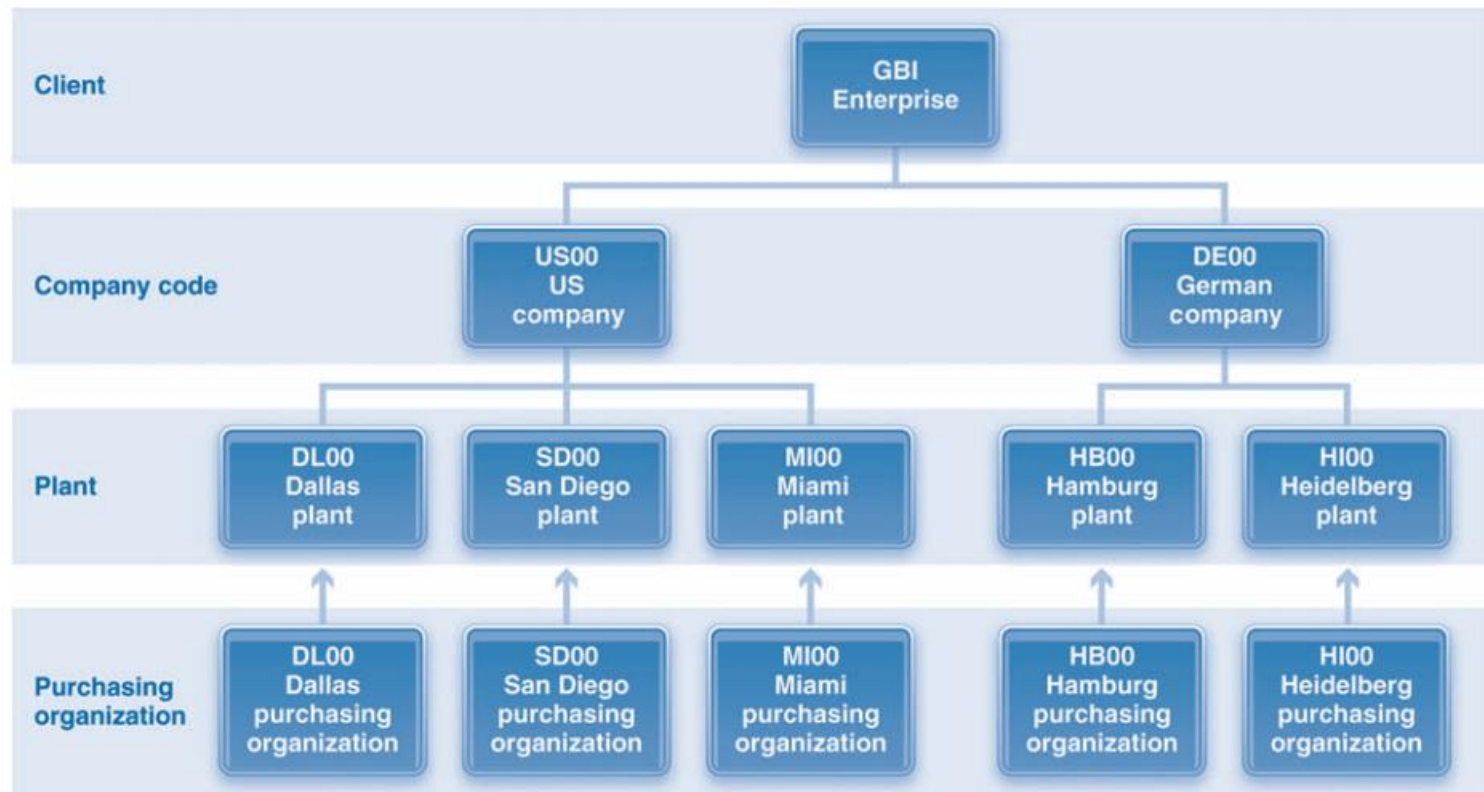 Client
GBI
Enterprise
Company code
US00
US
company
DE00
German
company
Plant
DL00
Dallas
plant
SD00
San Diego
plant
MI00
Miami
plant
HB00
Hamburg
plant
HI00
Heidelberg
plant
Purchasing
organization
DL00
Dallas
purchasing
organization
SD00
San Diego
purchasing
organization
MI00
Miami
purchasing
organization
HB00
Hamburg
purchasing
organization
HI00
Heidelberg
purchasing
organization